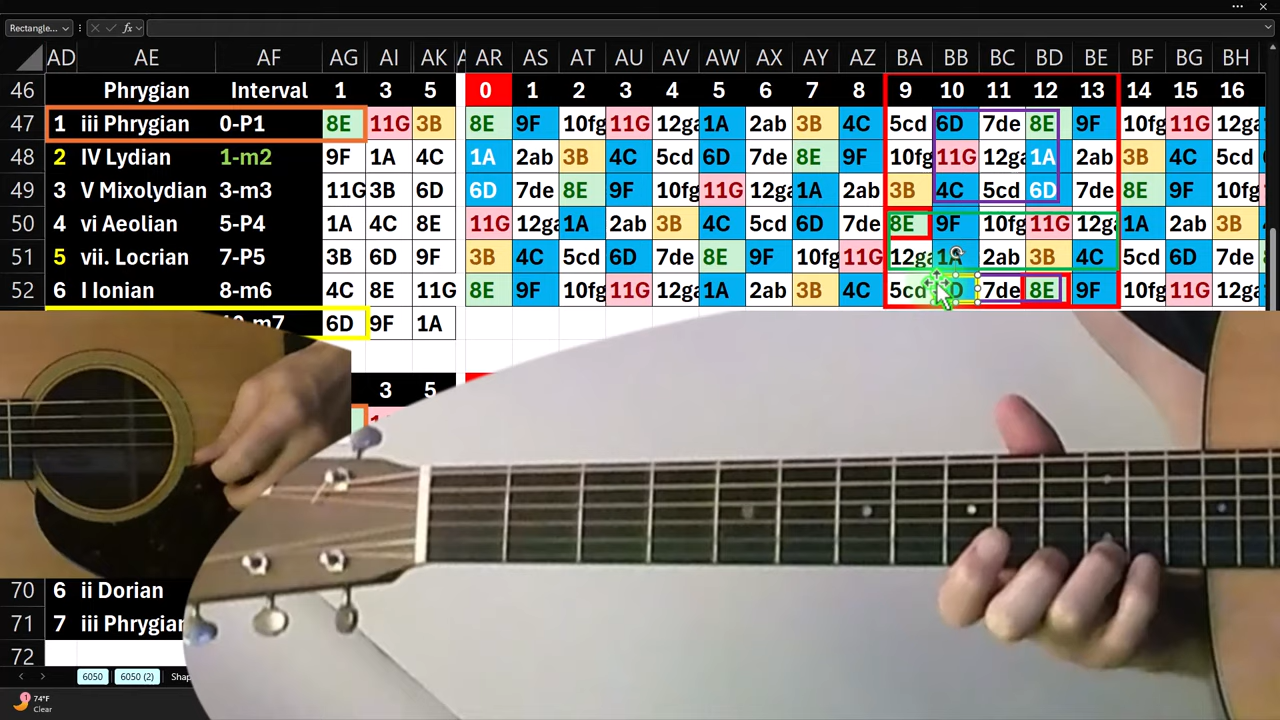 Rectangle... fx
AD AE AF AG AI AK AR AS AT AU AV AW AX AY AZ BA BB BC BD BE BF BG BH
46 Phrygian Interval 1 3 5 0 1 2 3 4 5 6 7 8 9 10 11 12 13 14 15 16
47 1 iii Phrygian 0-P1 8E 11G 3B 8E 9F 10fg 11G 12ga 1A 2ab 3B 4C 5cd 6D 7de 8E 9F 10fg 11G 12ga
48 2 IV Lydian 1-m2 9F 1A 4C 1A 2ab 3B 4C 5cd 6D 7de 8E 9F 10fg 11G 12ga 1A 2ab 3B 4C 5cd
49 3 V Mixolydian 3-m3 11G 3B 6D 6D 7de 8E 9F 10fg 11G 12ga 1A 2ab 3B 4C 5cd 6D 7de 8E 9F 10fg
50 4 vi Aeolian 5-P4 1A 4C 8E 11G 12ga 1A 2ab 3B 4C 5cd 6D 7de 8E 9F 10fg 11G 12ga 1A 2ab 3B
51 5 vii. Locrian 7-P5 3B 6D 9F 3B 4C 5cd 6D 7de 8E 9F 10fg 11G 12ga 1A 2ab 3B 4C 5cd 6D 7de
52 6 I Ionian 8-m6 4C 8E 11G 8E 9F 10fg 11G 12ga 1A 2ab 3B 4C 5cd 7de 8E 9F 10fg 11G 12ga
6D 9F 1A
3 5
70 6 ii Dorian
71 7 iii Phrygian
72
6050 6050 (2) Shap
74°F
Clear